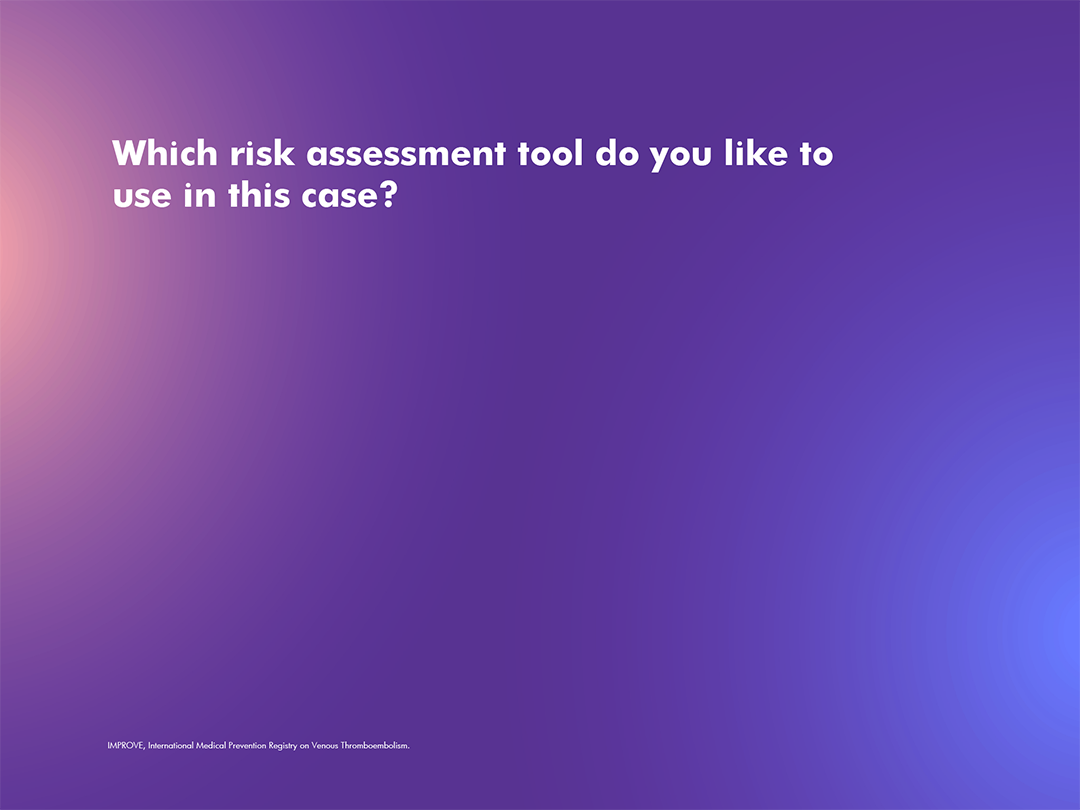 Which risk assessment tool do you like to
use in this case?
IMPROVE, International Medical Prevention Registry on Venous Thromboembolism.